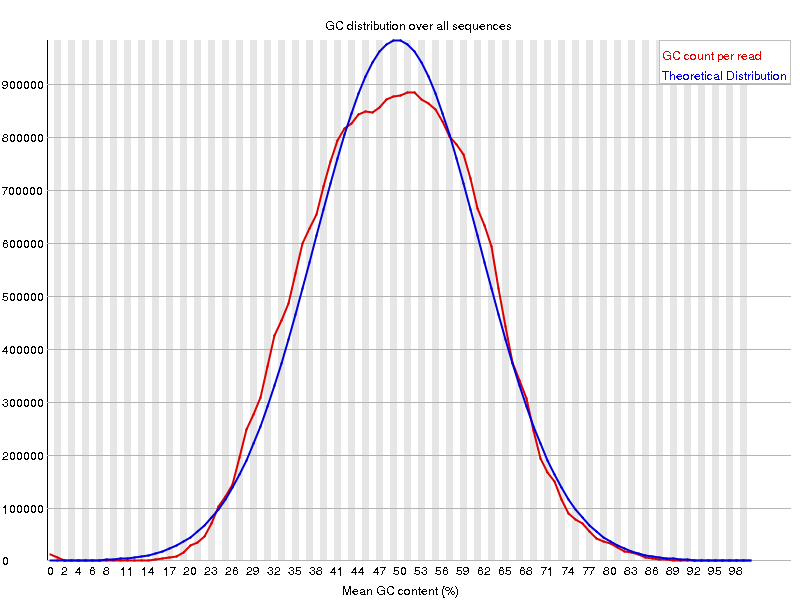 GC distribution over all sequences
GC count per read
Theoretical Distribution
900000
800000
700000
600000
500000
400000
300000
200000
100000
0
0 2 4 6 8 11 14 17 20 23 26 29 32 35 38 41 44 47 50 53 56 59 62 65 68 71 74 77 80 83 86 89 92 95 98
Mean GC content (%)